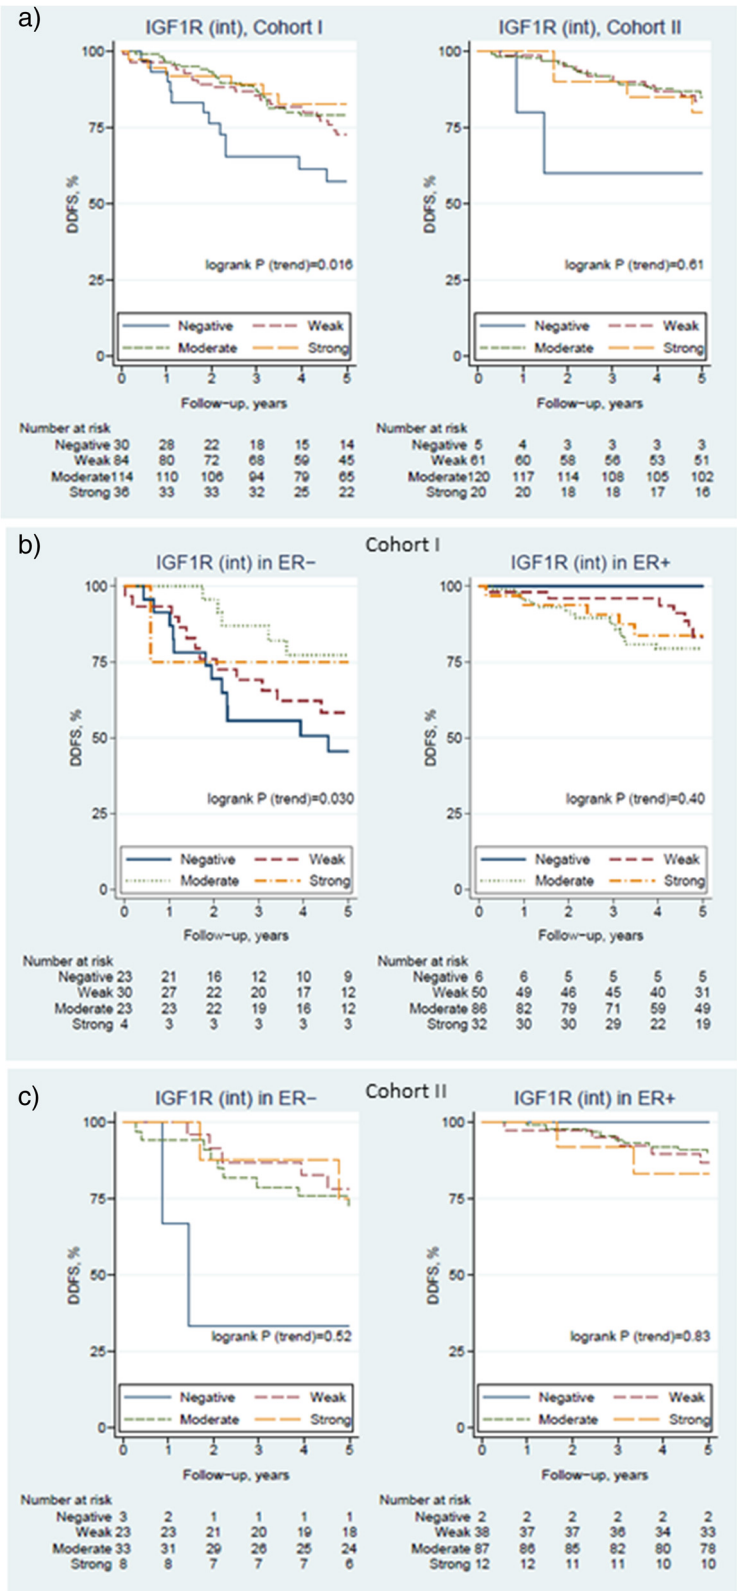 a)
IGF1R (int), Cohort I
100
75
50
25
0
DDFS, %
logrank P (trend)=0.016
Negative Weak
Moderate Strong
0 1 2 3 4 5
Follow-up, years
Number at risk
Negative 30 28 22 18 15 14
Weak 84 80 72 68 59 45
Moderate 114 110 106 94 79 65
Strong 36 33 33 32 25 22
IGF1R (int), Cohort II
100
75
50
25
0
DDFS, %
logrank P (trend)=0.61
Negative Weak
Moderate Strong
0 1 2 3 4 5
Follow-up, years
Number at risk
Negative 5 4 3 3 3 3
Weak 61 60 58 56 53 51
Moderate 120 117 114 108 105 102
Strong 20 20 18 18 17 16
b)
Cohort I
IGF1R (int) in ER−
100
75
50
25
0
DDFS, %
logrank P (trend)=0.030
Negative Weak
Moderate Strong
0 1 2 3 4 5
Follow-up, years
Number at risk
Negative 23 21 16 12 10 9
Weak 30 27 22 20 17 12
Moderate 23 23 22 19 16 12
Strong 4 3 3 3 3 3
IGF1R (int) in ER+
100
75
50
25
0
DDFS, %
logrank P (trend)=0.40
Negative Weak
Moderate Strong
0 1 2 3 4 5
Follow-up, years
Number at risk
Negative 6 6 5 5 5 5
Weak 50 49 46 45 40 31
Moderate 86 82 79 71 59 49
Strong 32 30 30 29 22 19
c)
Cohort II
IGF1R (int) in ER−
100
75
50
25
0
DDFS, %
logrank P (trend)=0.52
Negative Weak
Moderate Strong
0 1 2 3 4 5
Follow-up, years
Number at risk
Negative 3 2 1 1 1 1
Weak 23 23 21 20 19 18
Moderate 33 31 29 26 25 24
Strong 8 8 7 7 7 6
IGF1R (int) in ER+
100
75
50
25
0
DDFS, %
logrank P (trend)=0.83
Negative Weak
Moderate Strong
0 1 2 3 4 5
Follow-up, years
Number at risk
Negative 2 2 2 2 2 2
Weak 38 37 37 36 34 33
Moderate 87 86 85 82 80 78
Strong 12 12 11 11 10 10